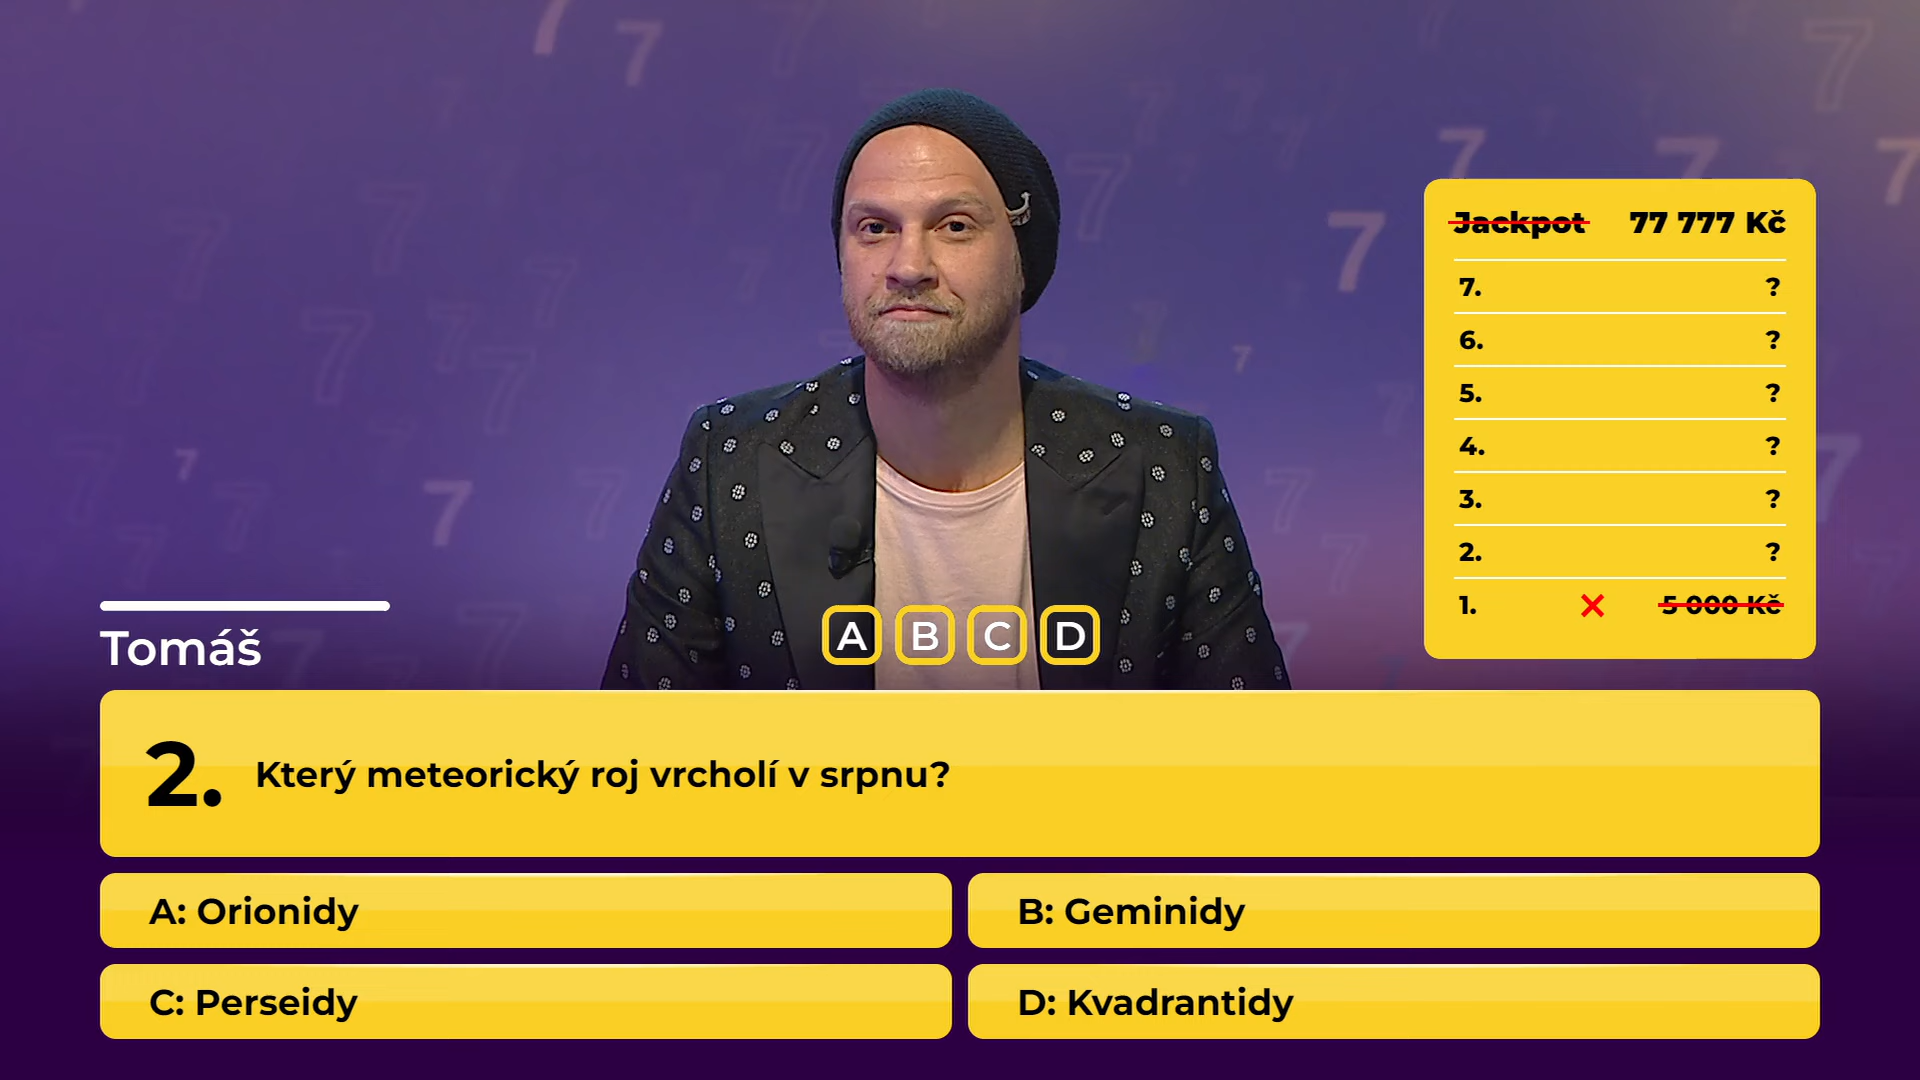 Jackpot 77 777 Kč
7. ?
6. ?
5. ?
4. ?
3. ?
2. ?
1. × 5 000 Kč
A B C D
Tomáš
2. Který meteorický roj vrcholí v srpnu?
A: Orionidy
B: Geminidy
C: Perseidy
D: Kvadrantidy